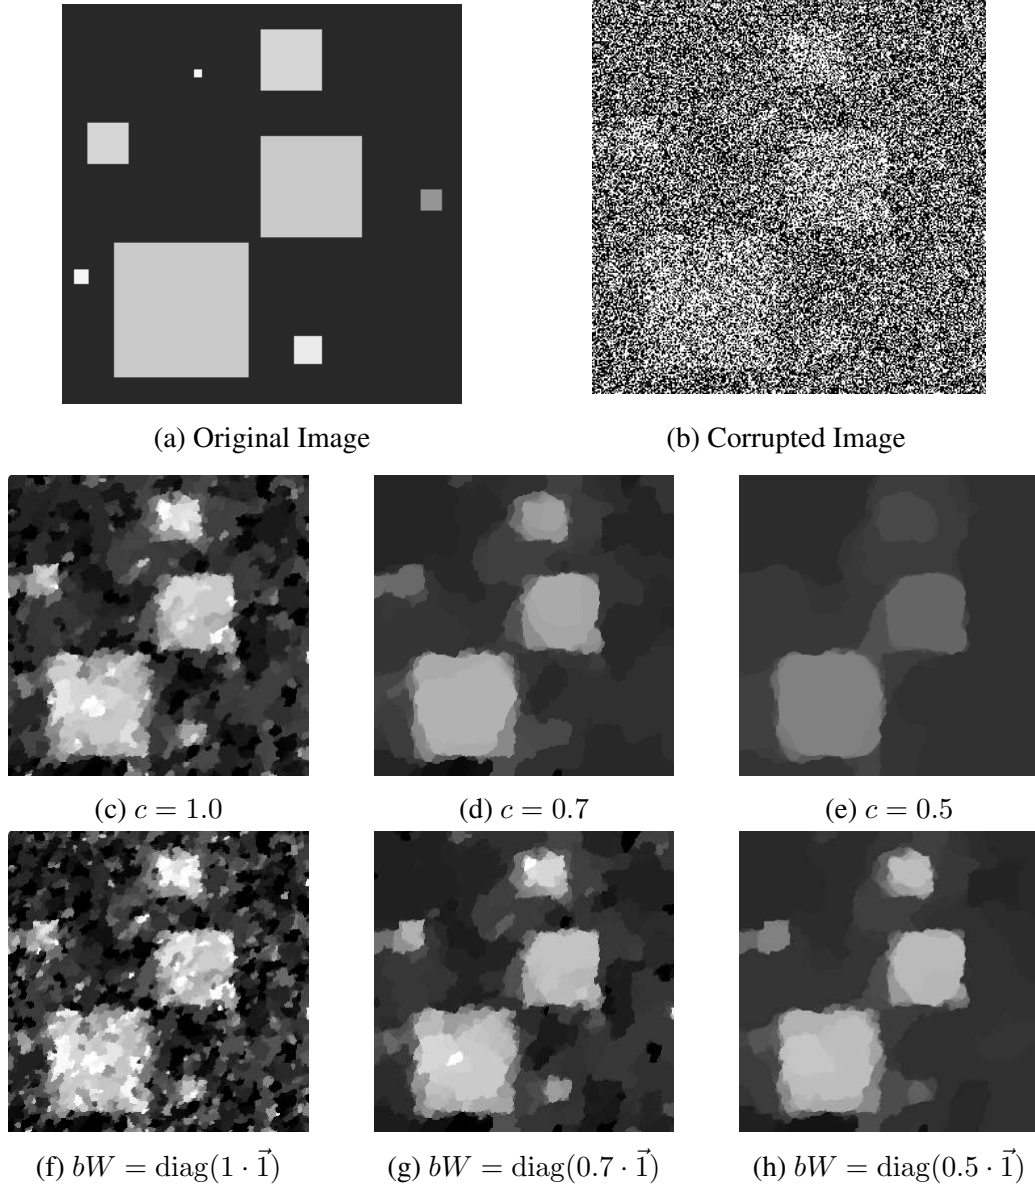 (a) Original Image
(b) Corrupted Image
(c) c = 1.0
(d) c = 0.7
(e) c = 0.5
(f) bW = diag(1 · 1⃗)
(g) bW = diag(0.7 · 1⃗)
(h) bW = diag(0.5 · 1⃗)